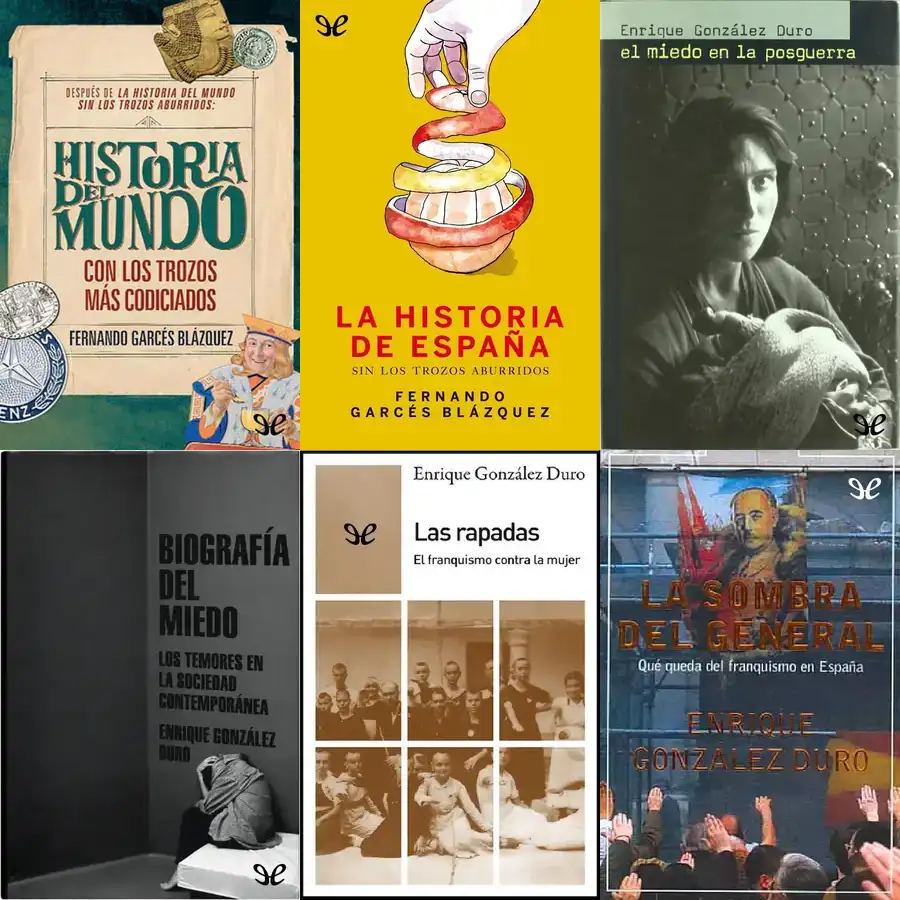 DESPUÉS DE LA HISTORIA DEL MUNDO
SIN LOS TROZOS ABURRIDOS:
HISTORIA
DEL
MUNDO
CON LOS TROZOS
MÁS CODICIADOS
FERNANDO GARCÉS BLÁZQUEZ
ENZ
LA HISTORIA
DE ESPAÑA
SIN LOS TROZOS ABURRIDOS
FERNANDO
GARCÉS BLÁZQUEZ
Enrique González Duro
el miedo en la posguerra
BIOGRAFÍA
DEL
MIEDO
LOS TEMORES EN
LA SOCIEDAD
CONTEMPORÁNEA
ENRIQUE GONZÁLEZ
DURO
Enrique González Duro
Las rapadas
El franquismo contra la mujer
LA SOMBRA
DEL GENERAL
Qué queda del franquismo en España
ENRIQUE
GONZALEZ DURO